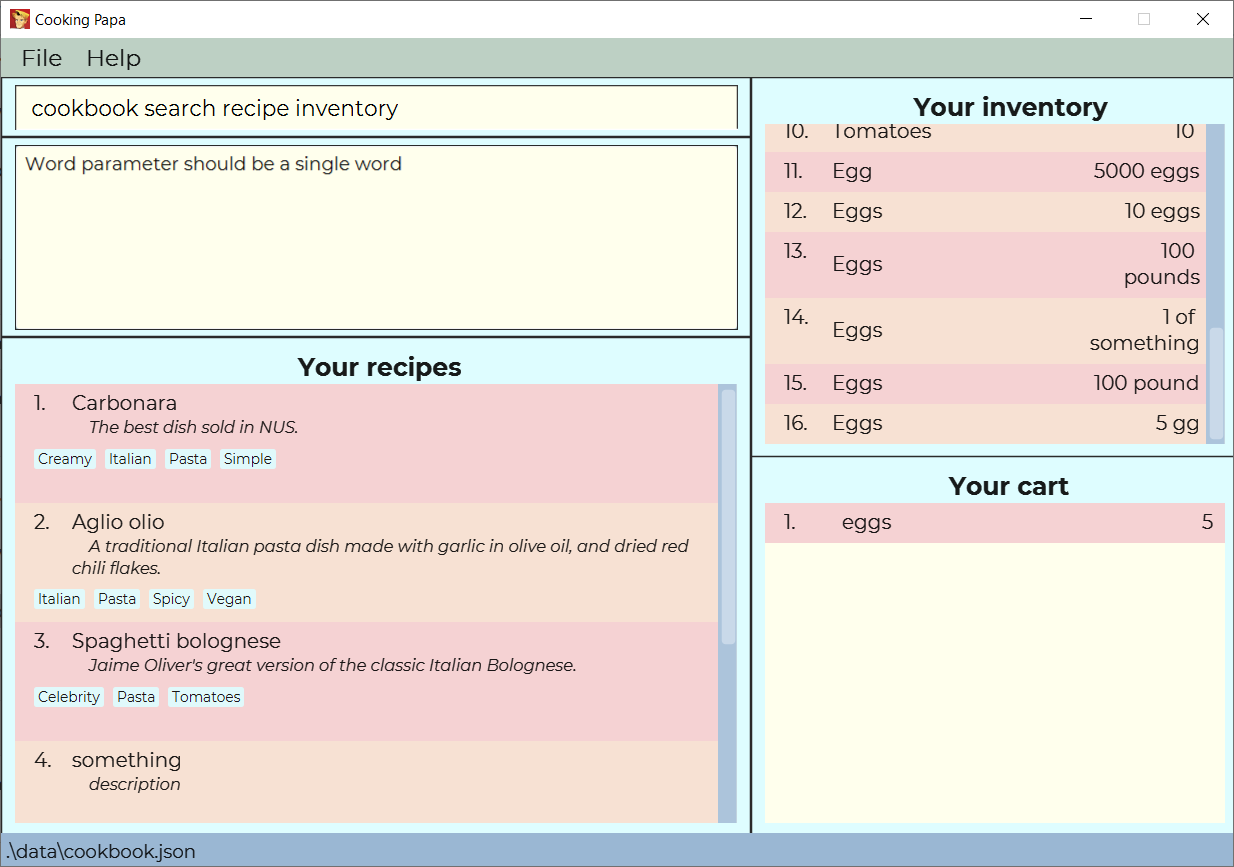 Cooking Papa
File Help
cookbook search recipe inventory
Word parameter should be a single word
Your recipes
1. Carbonara
The best dish sold in NUS.
Creamy Italian Pasta Simple
2. Aglio olio
A traditional Italian pasta dish made with garlic in olive oil, and dried red
chili flakes.
Italian Pasta Spicy Vegan
3. Spaghetti bolognese
Jaime Oliver's great version of the classic Italian Bolognese.
Celebrity Pasta Tomatoes
4. something
description
Your inventory
10. Tomatoes 10
11. Egg 5000 eggs
12. Eggs 10 eggs
13. Eggs 100
pounds
14. Eggs 1 of
something
15. Eggs 100 pound
16. Eggs 5 gg
Your cart
1. eggs 5
.\data\cookbook.json